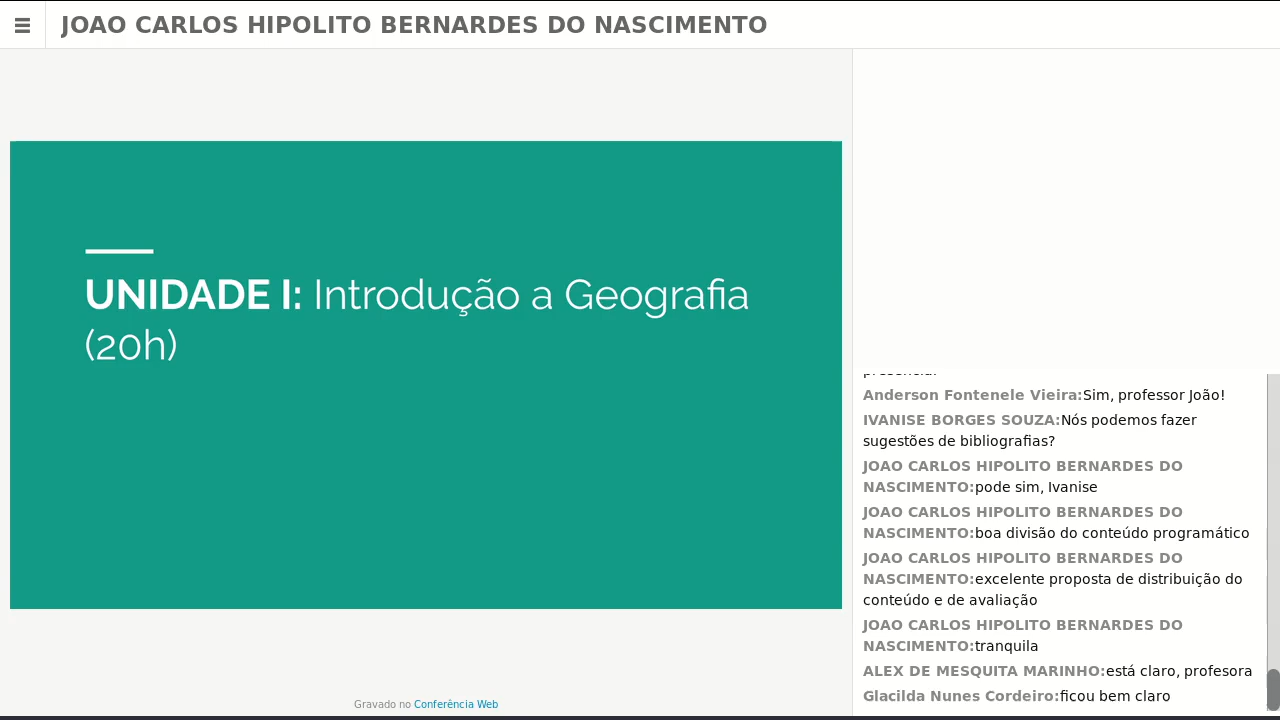 JOAO CARLOS HIPOLITO BERNARDES DO NASCIMENTO
UNIDADE I: Introdução a Geografia
(20h)
Anderson Fontenele Vieira:Sim, professor João!
IVANISE BORGES SOUZA:Nós podemos fazer
sugestões de bibliografias?
JOAO CARLOS HIPOLITO BERNARDES DO
NASCIMENTO:pode sim, Ivanise
JOAO CARLOS HIPOLITO BERNARDES DO
NASCIMENTO:boa divisão do conteúdo programático
JOAO CARLOS HIPOLITO BERNARDES DO
NASCIMENTO:excelente proposta de distribuição do
conteúdo e de avaliação
JOAO CARLOS HIPOLITO BERNARDES DO
NASCIMENTO:tranquila
ALEX DE MESQUITA MARINHO:está claro, profesora
Glacilda Nunes Cordeiro:ficou bem claro
Gravado no Conferência Web